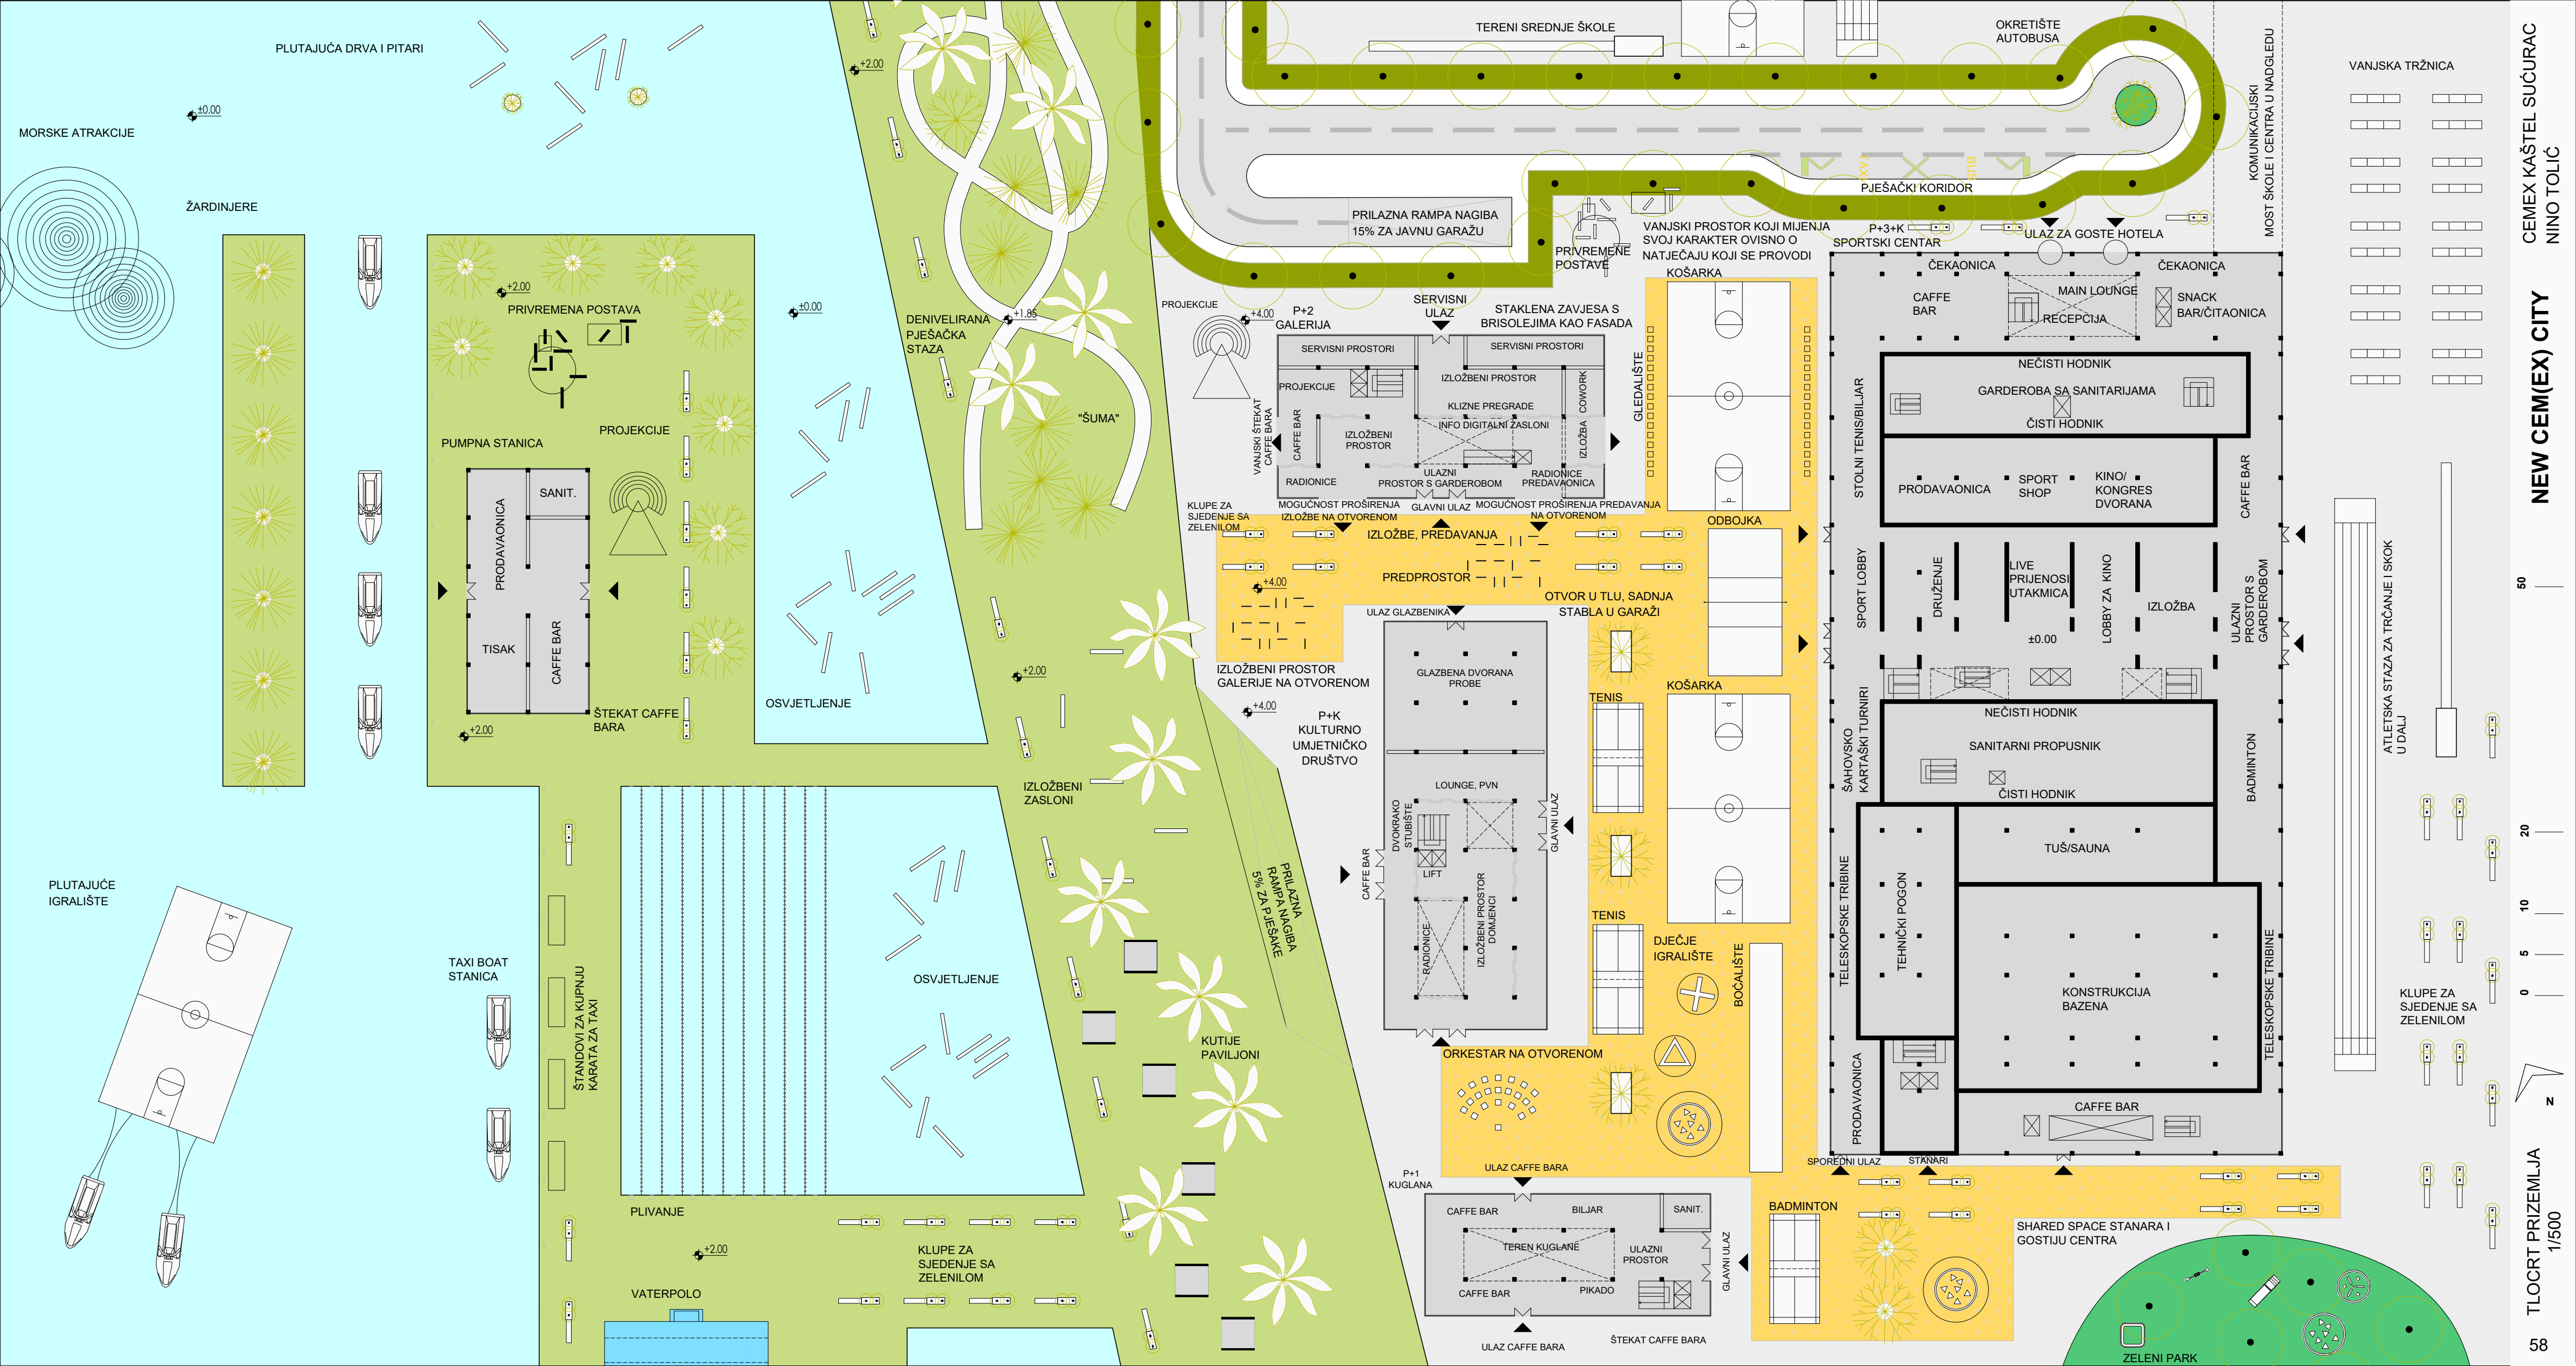 PLUTAJUĆA DRVA I PITARI
±0.00
MORSKE ATRAKCIJE
ŽARDINJERE
+2.00
PRIVREMENA POSTAVA
PUMPNA STANICA
PROJEKCIJE
SANIT.
PRODAVAONICA
TISAK
CAFFE BAR
ŠTEKAT CAFFE
BARA
+2.00
±0.00
OSVJETLJENJE
PLUTAJUĆE
IGRALIŠTE
TAXI BOAT
STANICA
ŠTANDOVI ZA KUPNJU
KARATA ZA TAXI
PLIVANJE
+2.00
VATERPOLO
KLUPE ZA
SJEDENJE SA
ZELENILOM
OSVJETLJENJE
+2.00
DENIVELIRANA
PJEŠAČKA
STAZA
+1.85
"ŠUMA"
+2.00
IZLOŽBENI
ZASLONI
KUTIJE
PAVILJONI
PRILAZNA
RAMPA NAGIBA
5% ZA PJEŠAKE
TERENI SREDNJE ŠKOLE
OKRETIŠTE
AUTOBUSA
TAXI
BUS
PJEŠAČKI KORIDOR
PRILAZNA RAMPA NAGIBA
15% ZA JAVNU GARAŽU
PRIVREMENE
POSTAVE
VANJSKI PROSTOR KOJI MIJENJA
SVOJ KARAKTER OVISNO O
NATJEČAJU KOJI SE PROVODI
KOŠARKA
PROJEKCIJE
+4.00
P+2
GALERIJA
SERVISNI
ULAZ
STAKLENA ZAVJESA S
BRISOLEJIMA KAO FASADA
SERVISNI PROSTORI
SERVISNI PROSTORI
PROJEKCIJE
IZLOŽBENI PROSTOR
COWORK
KLIZNE PREGRADE
INFO DIGITALNI ZASLONI
VANJSKI ŠTEKAT
CAFFE BARA
CAFFE BAR
IZLOŽBENI
PROSTOR
IZLOŽBA
RADIONICE
ULAZNI
PROSTOR S GARDEROBOM
RADIONICE
PREDAVAONICA
GLEDALIŠTE
KLUPE ZA
SJEDENJE SA
ZELENILOM
MOGUĆNOST PROŠIRENJA
IZLOŽBE NA OTVORENOM
GLAVNI ULAZ
MOGUĆNOST PROŠIRENJA PREDAVANJA
NA OTVORENOM
IZLOŽBE, PREDAVANJA
PREDPROSTOR
+4.00
ODBOJKA
OTVOR U TLU, SADNJA
STABLA U GARAŽI
ULAZ GLAZBENIKA
IZLOŽBENI PROSTOR
GALERIJE NA OTVORENOM
+4.00
P+K
KULTURNO
UMJETNIČKO
DRUŠTVO
GLAZBENA DVORANA
PROBE
LOUNGE, PVN
DVOKRAKO
STUBIŠTE
LIFT
GLAVNI ULAZ
CAFFE BAR
RADIONICE
IZLOŽBENI PROSTOR
DOMJENCI
TENIS
KOŠARKA
TENIS
DJEČJE
IGRALIŠTE
BOĆALIŠTE
ORKESTAR NA OTVORENOM
P+1
KUGLANA
ULAZ CAFFE BARA
CAFFE BAR
BILJAR
SANIT.
TEREN KUGLANE
ULAZNI
PROSTOR
CAFFE BAR
PIKADO
GLAVNI ULAZ
ULAZ CAFFE BARA
ŠTEKAT CAFFE BARA
BADMINTON
P+3+K
SPORTSKI CENTAR
ULAZ ZA GOSTE HOTELA
ČEKAONICA
ČEKAONICA
CAFFE
BAR
MAIN LOUNGE
RECEPCIJA
SNACK
BAR/ČITAONICA
NEČISTI HODNIK
GARDEROBA SA SANITARIJAMA
ČISTI HODNIK
STOLNI TENIS/BILJAR
PRODAVAONICA
SPORT
SHOP
KINO/
KONGRES
DVORANA
CAFFE BAR
SPORT LOBBY
DRUŽENJE
LIVE
PRIJENOSI
UTAKMICA
LOBBY ZA KINO
IZLOŽBA
ULAZNI
PROSTOR S
GARDEROBOM
±0.00
ŠAHOVSKO
KARTAŠKI TURNIRI
NEČISTI HODNIK
SANITARNI PROPUSNIK
ČISTI HODNIK
BADMINTON
TUŠ/SAUNA
TELESKOPSKE TRIBINE
TEHNIČKI POGON
KONSTRUKCIJA
BAZENA
TELESKOPSKE TRIBINE
PRODAVAONICA
CAFFE BAR
SPOREDNI ULAZ
STANARI
SHARED SPACE STANARA I
GOSTIJU CENTRA
ZELENI PARK
KOMUNIKACIJSKI
MOST ŠKOLE I CENTRA U NADGLEDU
VANJSKA TRŽNICA
ATLETSKA STAZA ZA TRČANJE I SKOK
U DALJ
KLUPE ZA
SJEDENJE SA
ZELENILOM
CEMEX KAŠTEL SUĆURAC
NINO TOLIĆ
NEW CEM(EX) CITY
50
20
10
5
0
N
TLOCRT PRIZEMLJA
1/500
58